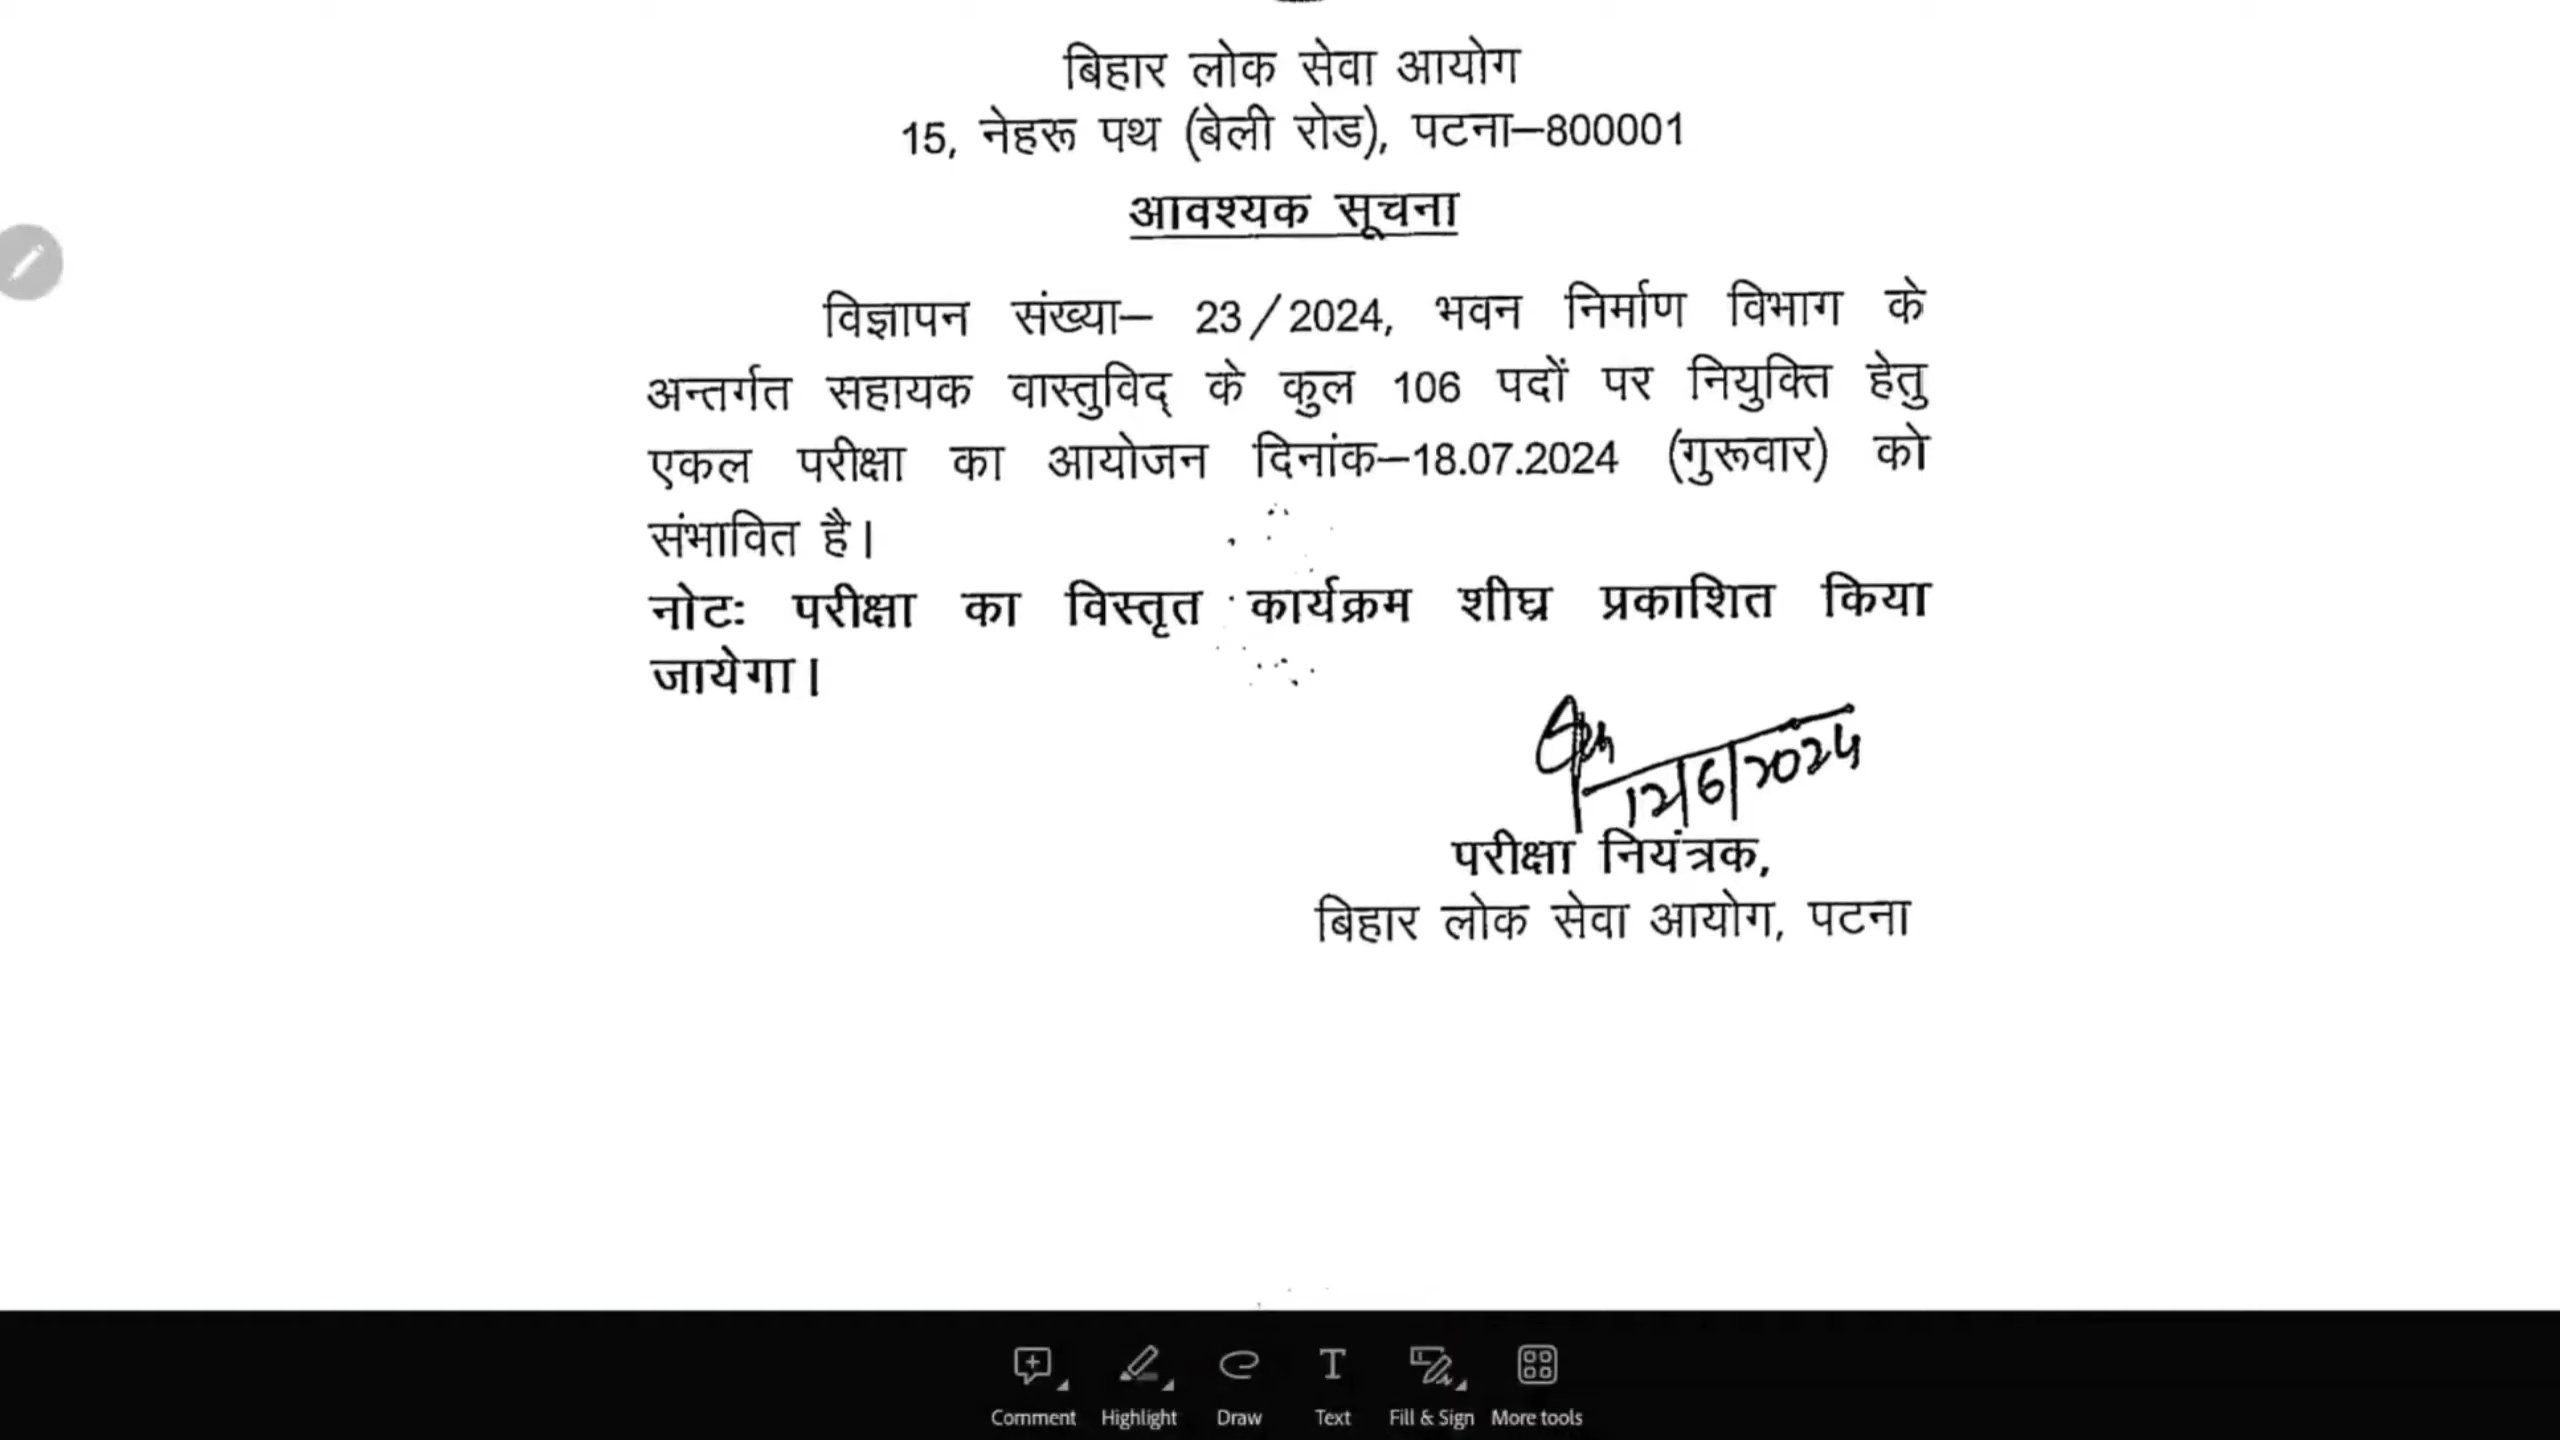 बिहार लोक सेवा आयोग
15, नेहरू पथ (बेली रोड), पटना–800001
आवश्यक सूचना
विज्ञापन संख्या– 23/2024, भवन निर्माण विभाग के
अन्तर्गत सहायक वास्तुविद् के कुल 106 पदों पर नियुक्ति हेतु
एकल परीक्षा का आयोजन दिनांक–18.07.2024 (गुरूवार) को
संभावित है।
नोटः परीक्षा का विस्तृत कार्यक्रम शीघ्र प्रकाशित किया
जायेगा।
12/6/2024
परीक्षा नियंत्रक,
बिहार लोक सेवा आयोग, पटना
Comment Highlight Draw Text Fill & Sign More tools